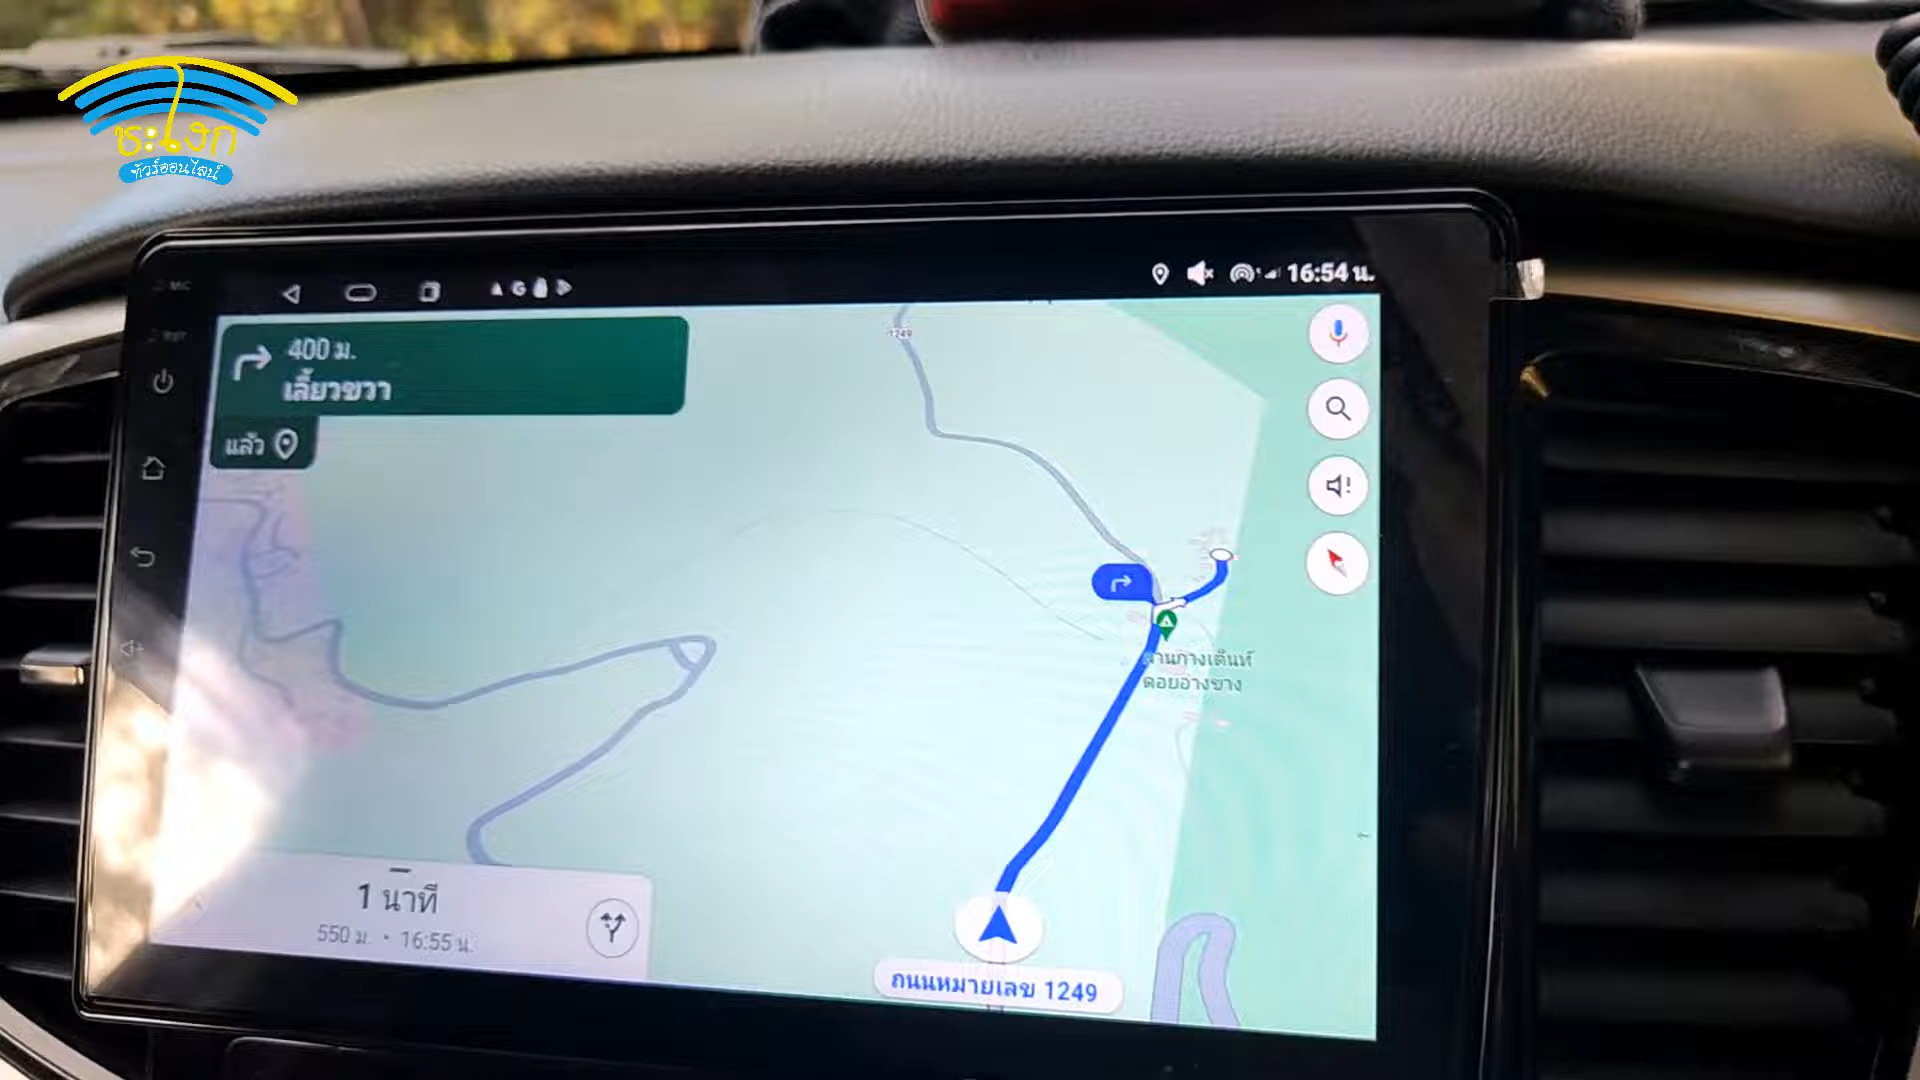 ชะโงก
ทัวร์ออนไลน์
MIC
RST
G
16:54 น.
400 ม.
เลี้ยวขวา
แล้ว
1249
ลานกางเต็นท์
ดอยอ่างขาง
1 นาที
550 ม. • 16:55 น.
ถนนหมายเลข 1249